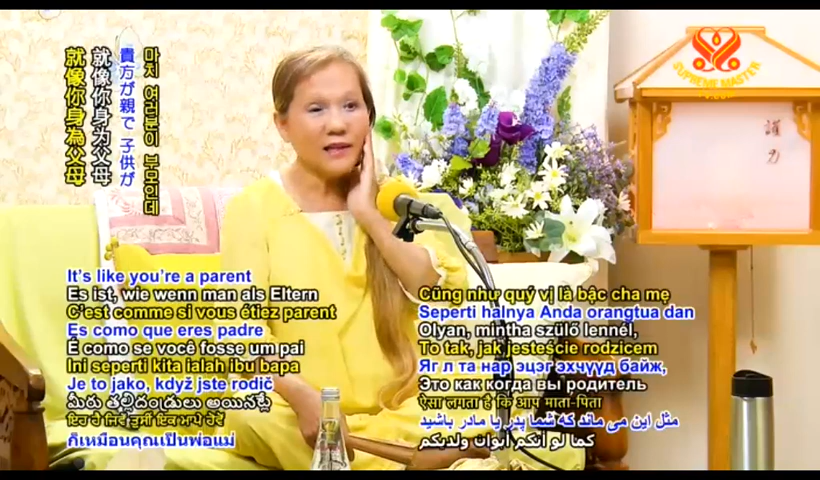 마치 여러분이 부모인데
貴方が親で 子供が
就像你身为父母
就像你身為父母
SUPREME MASTER
It's like you're a parent
Es ist, wie wenn man als Eltern
C'est comme si vous étiez parent
Es como que eres padre
É como se você fosse um pai
Ini seperti kita ialah ibu bapa
Je to jako, když jste rodič
మీరు తల్లిదండ్రులు అయినట్లే
ਇਹ ਹੈ ਜਿਵੇਂ ਤੁਸੀਂ ਇਕ ਮਾਪੇ ਹੋਵੋਂ
ก็เหมือนคุณเป็นพ่อแม่
Cũng như quý vị là bậc cha mẹ
Seperti halnya Anda orangtua dan
Olyan, mintha szülő lennél,
To tak, jak jesteście rodzicem
Яг л та нар эцэг эхчүүд байж,
Это как когда вы родитель
ऐसा लगता है कि आप माता-पिता
مثل این می ماند که شما پدر یا مادر باشید
كما لو أنكم أبوات ولديكم